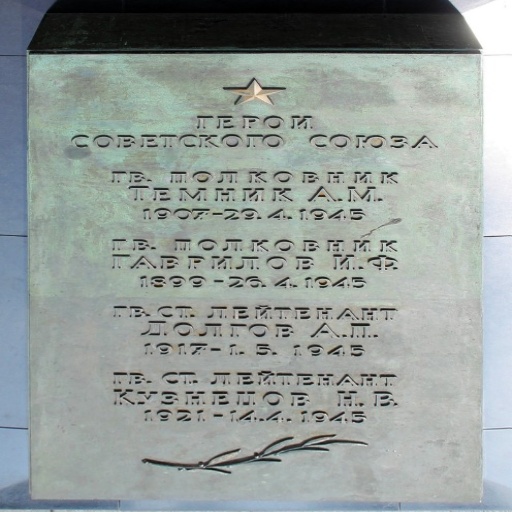 ГЕРОИ
СОВЕТСКОГО СОЮЗА
ГВ. ПОЛКОВНИК
ТЕМНИК А.М.
1907-29.4.1945
ГВ. ПОЛКОВНИК
ГАВРИЛОВ И.Ф.
1899-26.4.1945
ГВ. СТ. ЛЕЙТЕНАНТ
ДОЛГОВ А.П.
1917-1.5.1945
ГВ. СТ. ЛЕЙТЕНАНТ
КУЗНЕЦОВ Н.В.
1921-14.4.1945